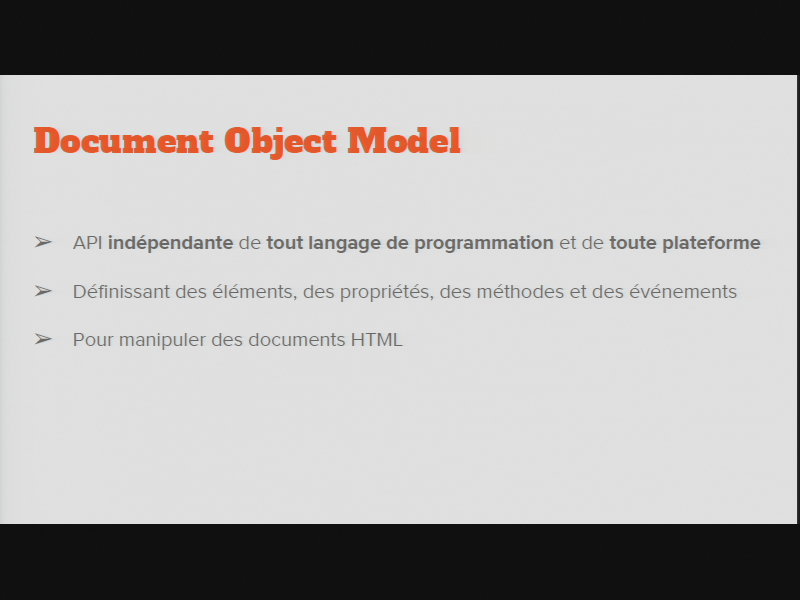 Document Object Model
➢ API indépendante de tout langage de programmation et de toute plateforme
➢ Définissant des éléments, des propriétés, des méthodes et des événements
➢ Pour manipuler des documents HTML